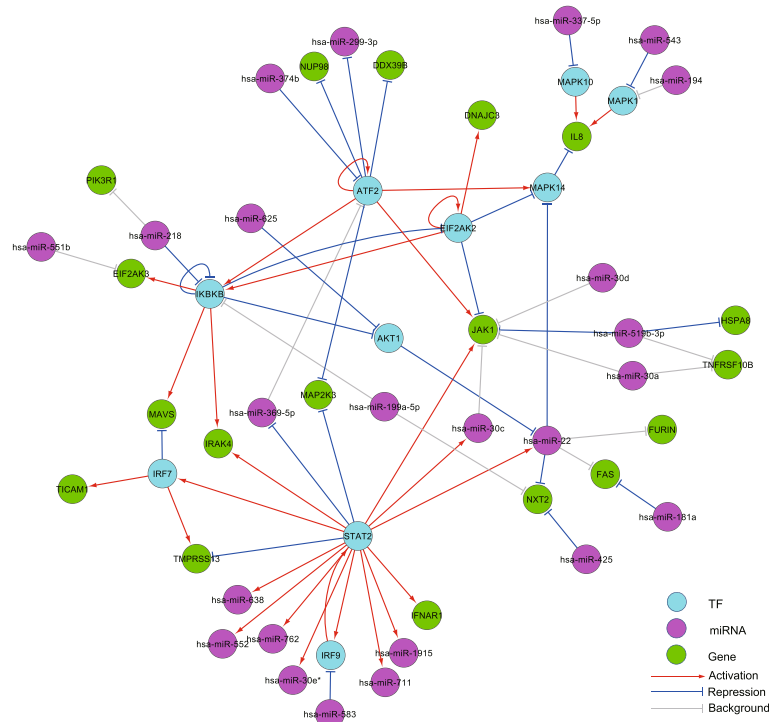 hsa-miR-337-5p
hsa-miR-543
hsa-miR-299-3p
NUP98
DDX39B
hsa-miR-374b
MAPK10
hsa-miR-194
MAPK1
DNAJC3
IL8
PIK3R1
ATF2
MAPK14
hsa-miR-625
EIF2AK2
hsa-miR-218
hsa-miR-551b
EIF2AK3
hsa-miR-30d
IKBKB
HSPA8
JAK1
hsa-miR-519b-3p
AKT1
TNFRSF10B
hsa-miR-30a
MAP2K3
hsa-miR-199a-5p
MAVS
hsa-miR-369-5p
hsa-miR-30c
FURIN
IRAK4
hsa-miR-22
IRF7
FAS
TICAM1
NXT2
hsa-miR-181a
STAT2
TMPRSS13
hsa-miR-425
hsa-miR-638
TF
IFNAR1
miRNA
hsa-miR-762
hsa-miR-552
hsa-miR-1915
IRF9
Gene
hsa-miR-30e*
hsa-miR-711
Activation
Repression
hsa-miR-583
Background